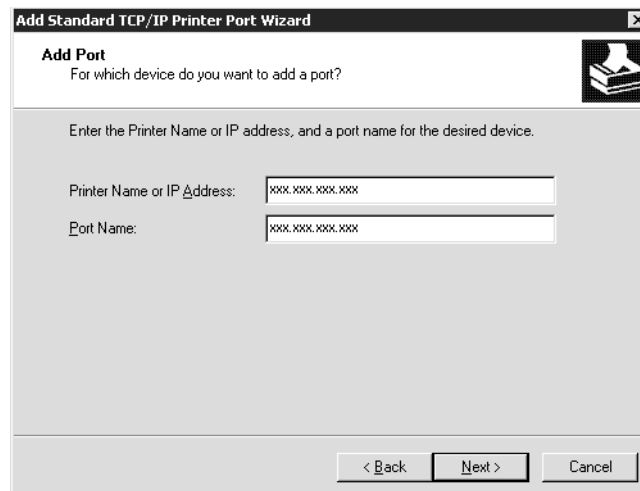 Add Standard TCP/IP Printer Port Wizard
Add Port
For which device do you want to add a port?
Enter the Printer Name or IP address, and a port name for the desired device.
Printer Name or IP Address: xxx.xxx.xxx.xxx
Port Name: xxx.xxx.xxx.xxx
< Back Next > Cancel